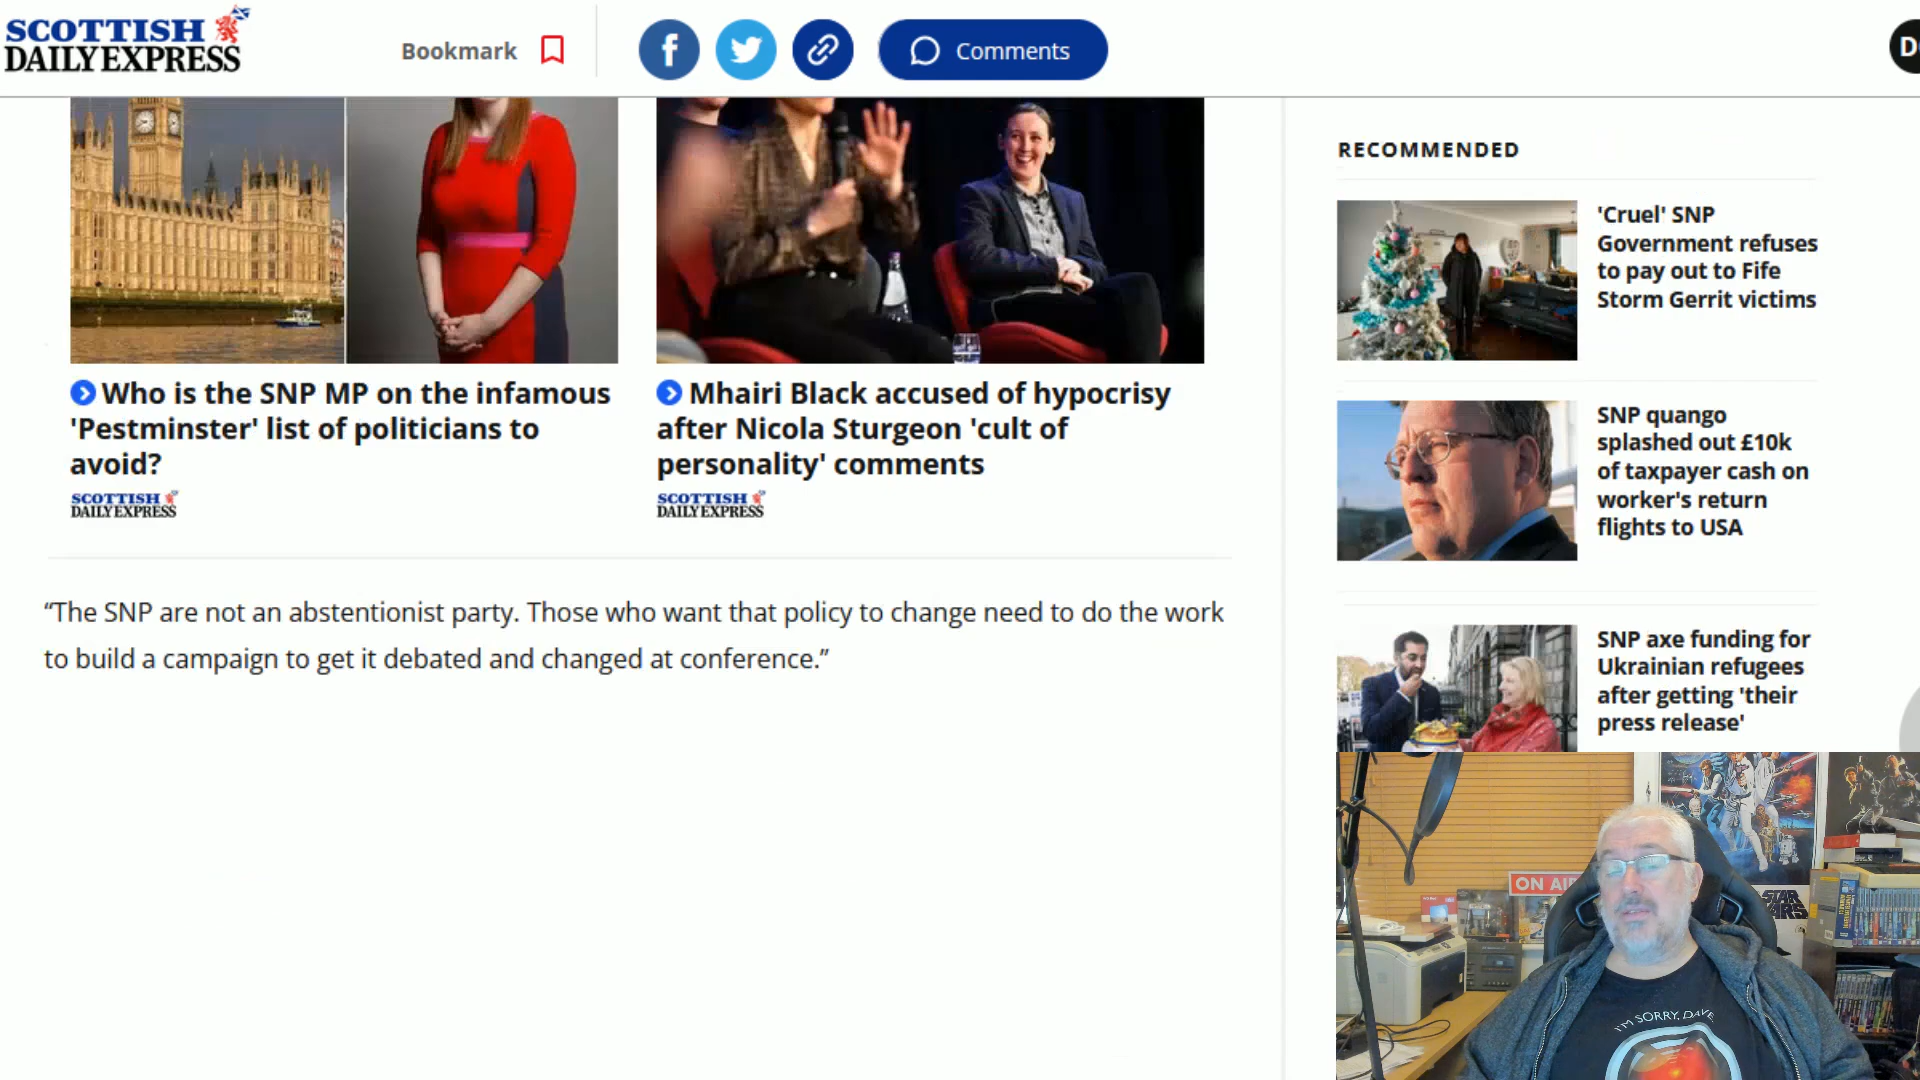 SCOTTISH
DAILY EXPRESS
Bookmark
Comments
Who is the SNP MP on the infamous
'Pestminster' list of politicians to
avoid?
SCOTTISH
DAILY EXPRESS
Mhairi Black accused of hypocrisy
after Nicola Sturgeon 'cult of
personality' comments
SCOTTISH
DAILY EXPRESS
“The SNP are not an abstentionist party. Those who want that policy to change need to do the work
to build a campaign to get it debated and changed at conference.”
RECOMMENDED
'Cruel' SNP
Government refuses
to pay out to Fife
Storm Gerrit victims
SNP quango
splashed out £10k
of taxpayer cash on
worker's return
flights to USA
SNP axe funding for
Ukrainian refugees
after getting 'their
press release'
ON AI
STAR
WARS
I'M SORRY, DAVE